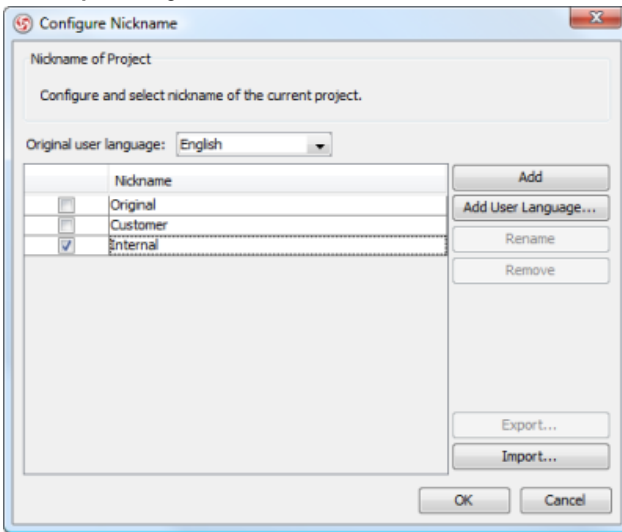 Configure Nickname
Nickname of Project
Configure and select nickname of the current project.
Original user language: English
Nickname
Original
Customer
Internal
Add
Add User Language...
Rename
Remove
Export...
Import...
OK Cancel